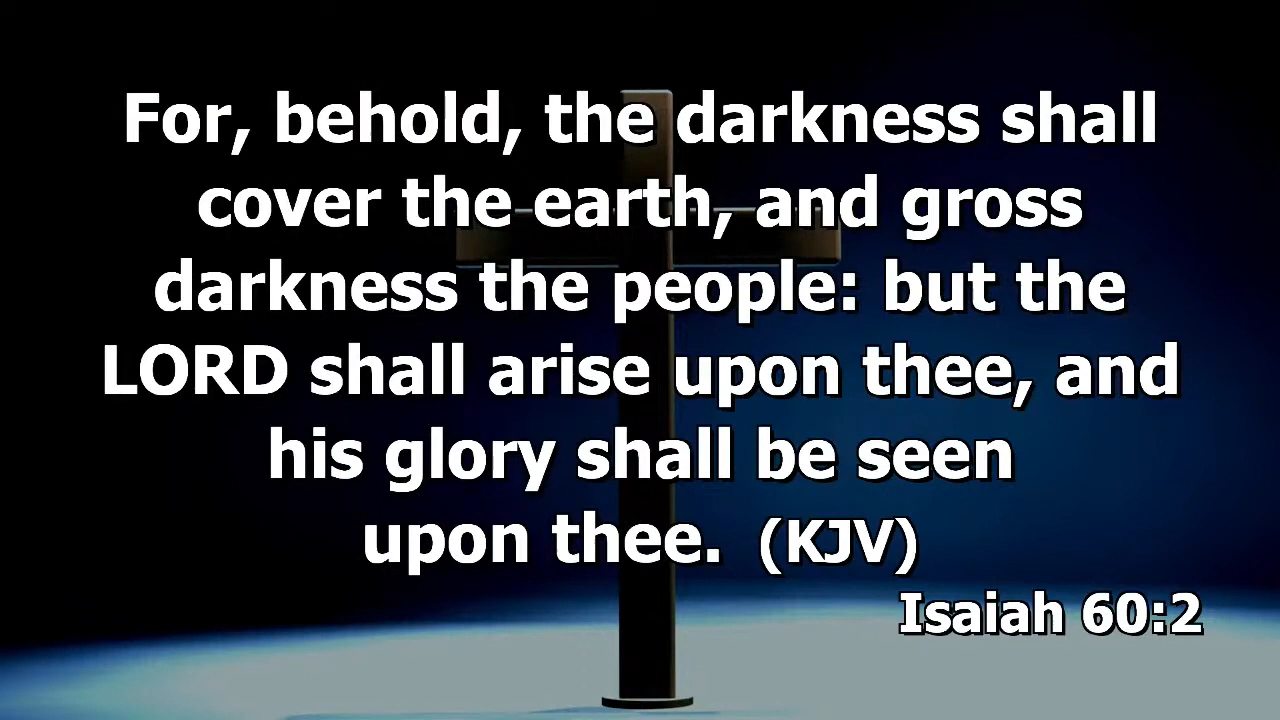 For, behold, the darkness shall
cover the earth, and gross
darkness the people: but the
LORD shall arise upon thee, and
his glory shall be seen
upon thee. (KJV)
Isaiah 60:2